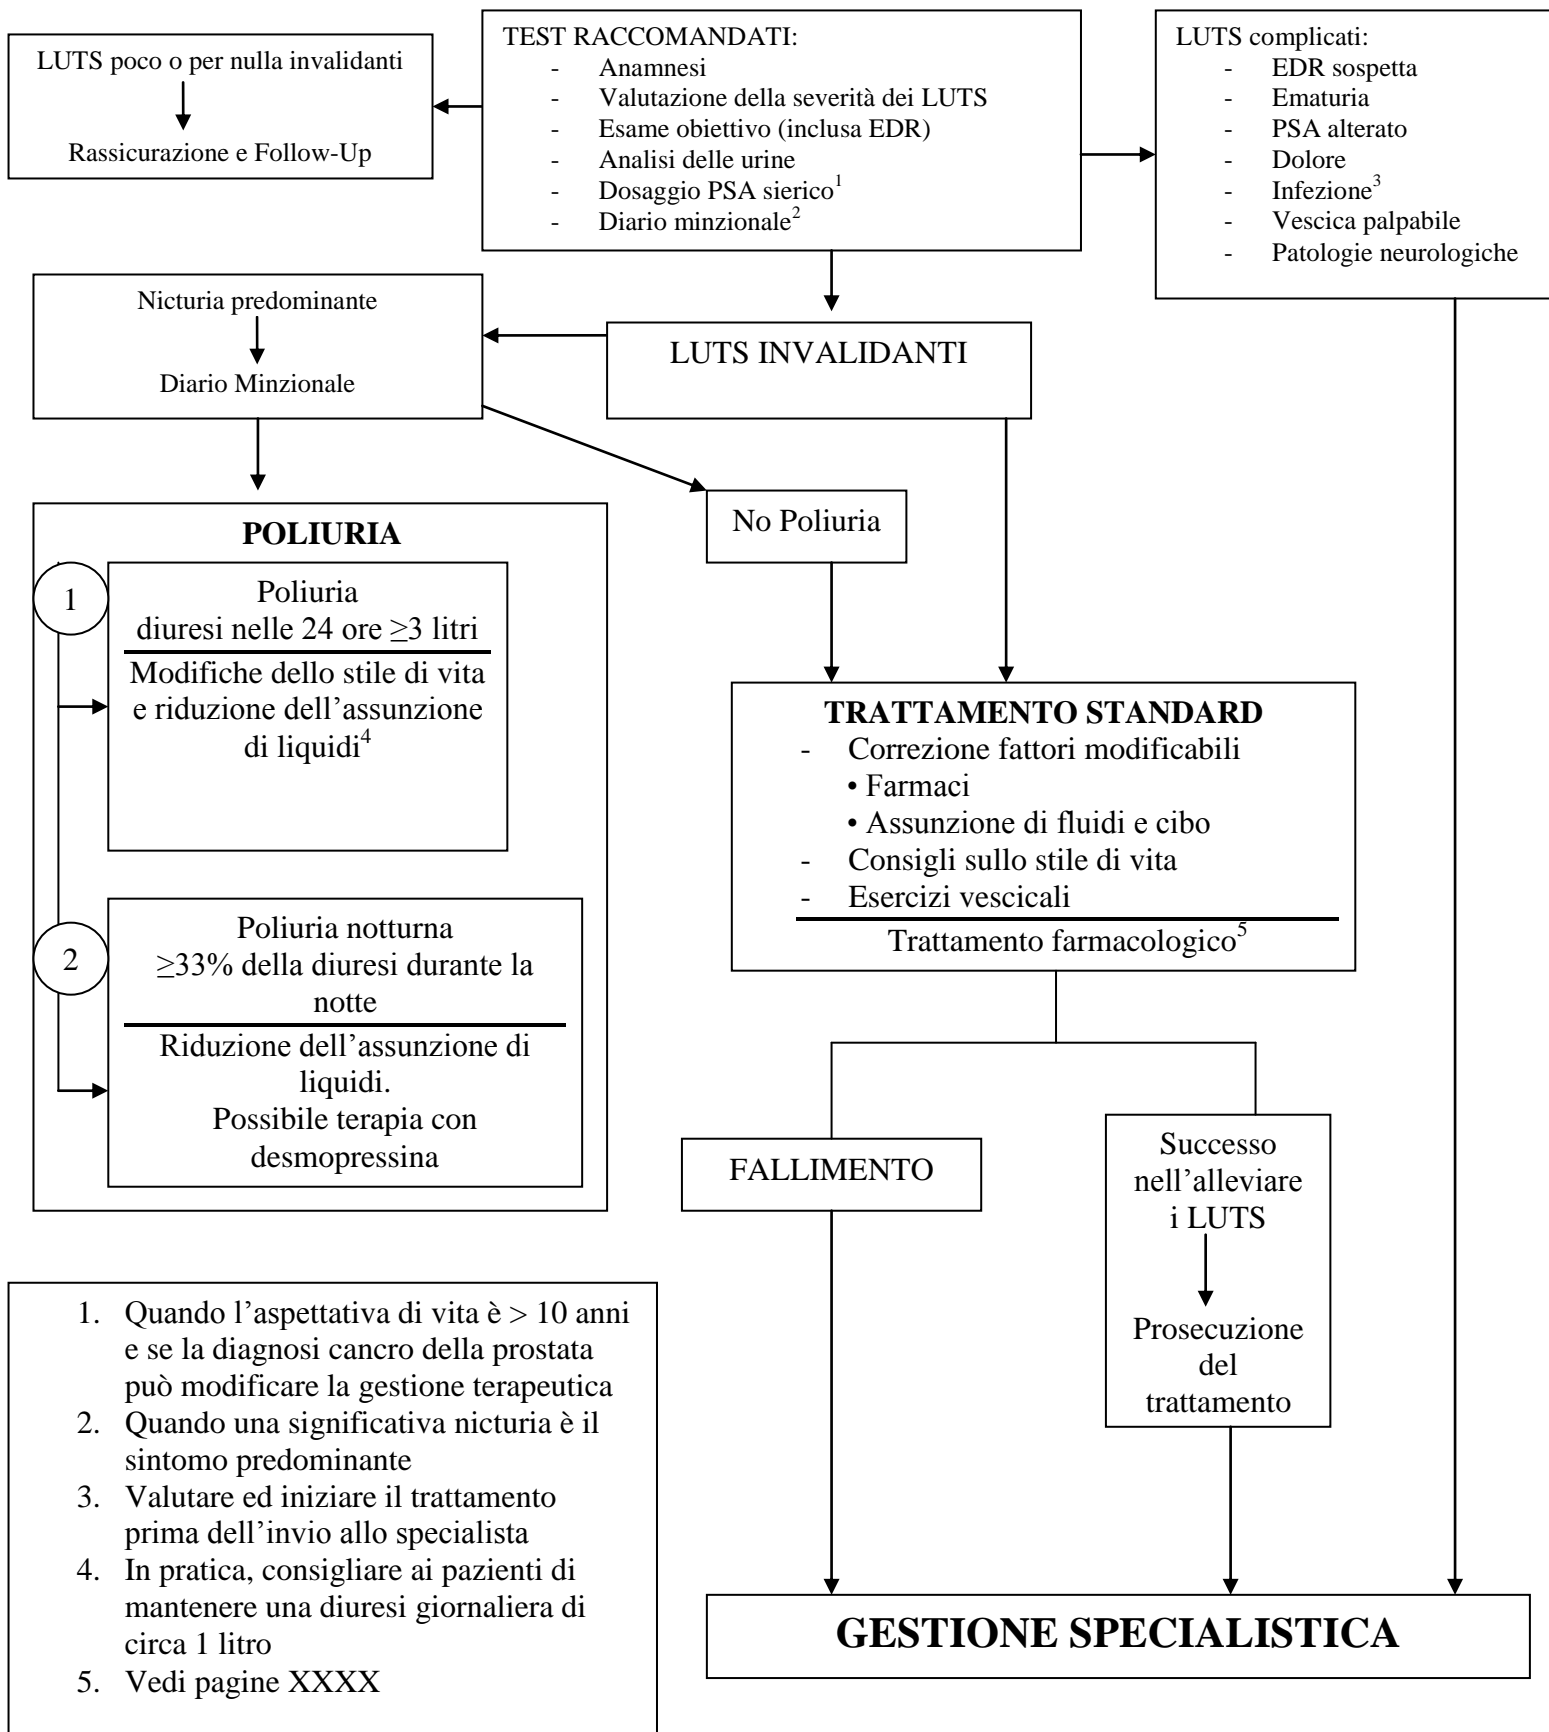 LUTS poco o per nulla invalidanti
Rassicurazione e Follow-Up
TEST RACCOMANDATI:
- Anamnesi
- Valutazione della severità dei LUTS
- Esame obiettivo (inclusa EDR)
- Analisi delle urine
- Dosaggio PSA sierico¹
- Diario minzionale²
LUTS complicati:
- EDR sospetta
- Ematuria
- PSA alterato
- Dolore
- Infezione³
- Vescica palpabile
- Patologie neurologiche
Nicturia predominante
Diario Minzionale
LUTS INVALIDANTI
No Poliuria
POLIURIA
1
Poliuria
diuresi nelle 24 ore ≥3 litri
Modifiche dello stile di vita
e riduzione dell’assunzione
di liquidi⁴
2
Poliuria notturna
≥33% della diuresi durante la
notte
Riduzione dell’assunzione di
liquidi.
Possibile terapia con
desmopressina
TRATTAMENTO STANDARD
- Correzione fattori modificabili
• Farmaci
• Assunzione di fluidi e cibo
- Consigli sullo stile di vita
- Esercizi vescicali
Trattamento farmacologico⁵
FALLIMENTO
Successo
nell’alleviare
i LUTS
Prosecuzione
del
trattamento
1. Quando l’aspettativa di vita è > 10 anni
e se la diagnosi cancro della prostata
può modificare la gestione terapeutica
2. Quando una significativa nicturia è il
sintomo predominante
3. Valutare ed iniziare il trattamento
prima dell’invio allo specialista
4. In pratica, consigliare ai pazienti di
mantenere una diuresi giornaliera di
circa 1 litro
5. Vedi pagine XXXX
GESTIONE SPECIALISTICA